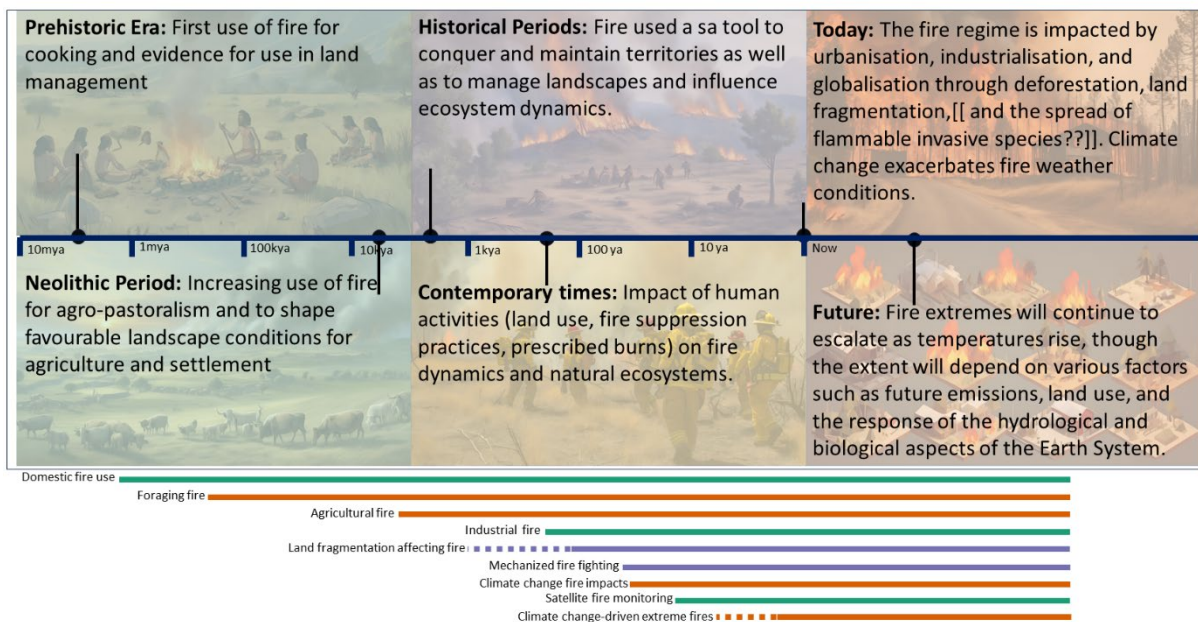 Prehistoric Era: First use of fire for
cooking and evidence for use in land
management
Historical Periods: Fire used a sa tool to
conquer and maintain territories as well
as to manage landscapes and influence
ecosystem dynamics.
Today: The fire regime is impacted by
urbanisation, industrialisation, and
globalisation through deforestation, land
fragmentation,[[ and the spread of
flammable invasive species??]]. Climate
change exacerbates fire weather
conditions.
10mya
1mya
100kya
10kya
1kya
100 ya
10 ya
Now
Neolithic Period: Increasing use of fire
for agro-pastoralism and to shape
favourable landscape conditions for
agriculture and settlement
Contemporary times: Impact of human
activities (land use, fire suppression
practices, prescribed burns) on fire
dynamics and natural ecosystems.
Future: Fire extremes will continue to
escalate as temperatures rise, though
the extent will depend on various factors
such as future emissions, land use, and
the response of the hydrological and
biological aspects of the Earth System.
Domestic fire use
Foraging fire
Agricultural fire
Industrial fire
Land fragmentation affecting fire
Mechanized fire fighting
Climate change fire impacts
Satellite fire monitoring
Climate change-driven extreme fires